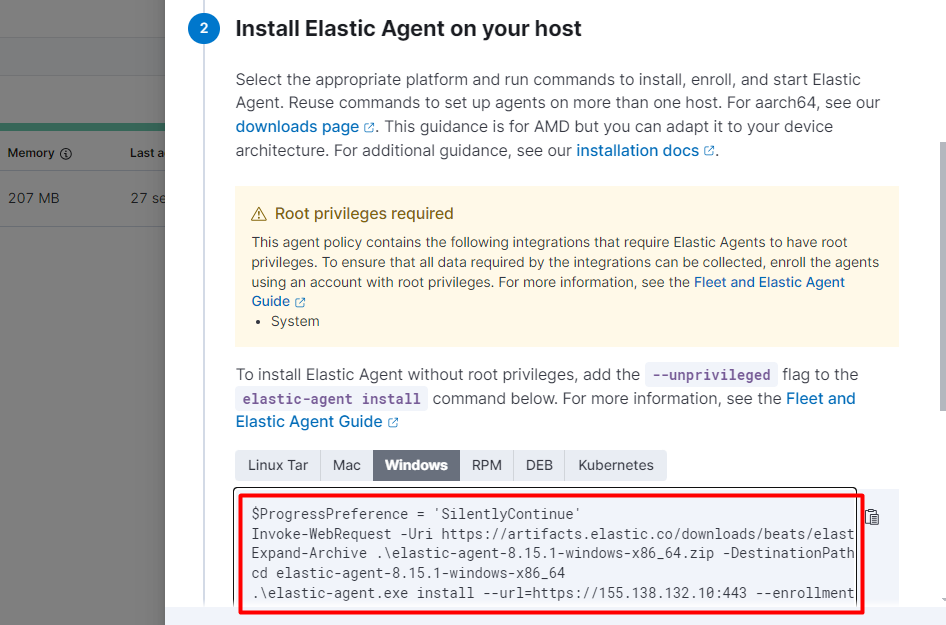 2 Install Elastic Agent on your host
Select the appropriate platform and run commands to install, enroll, and start Elastic
Agent. Reuse commands to set up agents on more than one host. For aarch64, see our
downloads page. This guidance is for AMD but you can adapt it to your device
architecture. For additional guidance, see our installation docs.
Memory
Last a
207 MB
27 se
Root privileges required
This agent policy contains the following integrations that require Elastic Agents to have root
privileges. To ensure that all data required by the integrations can be collected, enroll the agents
using an account with root privileges. For more information, see the Fleet and Elastic Agent
Guide
• System
To install Elastic Agent without root privileges, add the --unprivileged flag to the
elastic-agent install command below. For more information, see the Fleet and
Elastic Agent Guide
Linux Tar Mac Windows RPM DEB Kubernetes
$ProgressPreference = 'SilentlyContinue'
Invoke-WebRequest -Uri https://artifacts.elastic.co/downloads/beats/elast
Expand-Archive .\elastic-agent-8.15.1-windows-x86_64.zip -DestinationPath
cd elastic-agent-8.15.1-windows-x86_64
.\elastic-agent.exe install --url=https://155.138.132.10:443 --enrollment